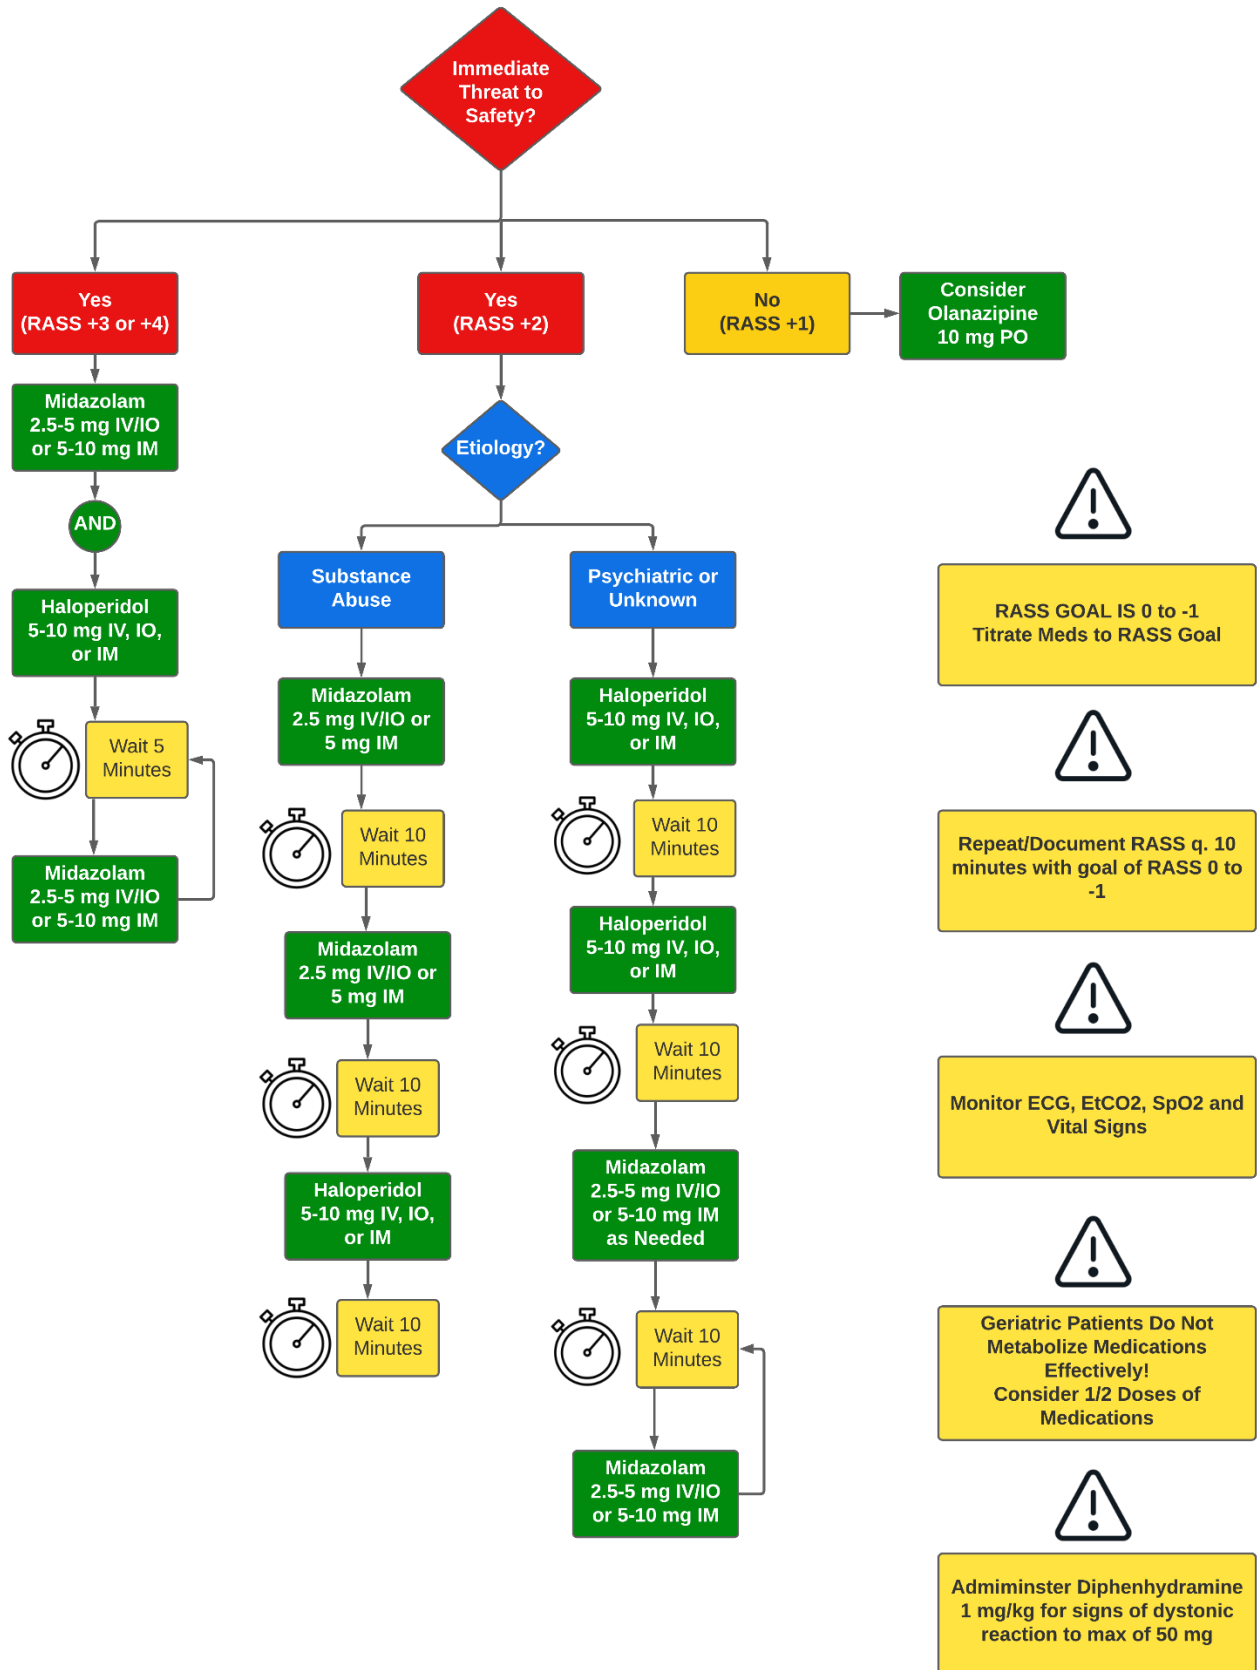 Immediate
Threat to
Safety?
Yes
(RASS +3 or +4)
Yes
(RASS +2)
No
(RASS +1)
Consider
Olanazipine
10 mg PO
Midazolam
2.5-5 mg IV/IO
or 5-10 mg IM
AND
Haloperidol
5-10 mg IV, IO,
or IM
Wait 5
Minutes
Midazolam
2.5-5 mg IV/IO
or 5-10 mg IM
Etiology?
Substance
Abuse
Midazolam
2.5 mg IV/IO or
5 mg IM
Wait 10
Minutes
Midazolam
2.5 mg IV/IO or
5 mg IM
Wait 10
Minutes
Haloperidol
5-10 mg IV, IO,
or IM
Wait 10
Minutes
Psychiatric or
Unknown
Haloperidol
5-10 mg IV, IO,
or IM
Wait 10
Minutes
Haloperidol
5-10 mg IV, IO,
or IM
Wait 10
Minutes
Midazolam
2.5-5 mg IV/IO
or 5-10 mg IM
as Needed
Wait 10
Minutes
Midazolam
2.5-5 mg IV/IO
or 5-10 mg IM
RASS GOAL IS 0 to -1
Titrate Meds to RASS Goal
Repeat/Document RASS q. 10
minutes with goal of RASS 0 to
-1
Monitor ECG, EtCO2, SpO2 and
Vital Signs
Geriatric Patients Do Not
Metabolize Medications
Effectively!
Consider 1/2 Doses of
Medications
Admiminster Diphenhydramine
1 mg/kg for signs of dystonic
reaction to max of 50 mg